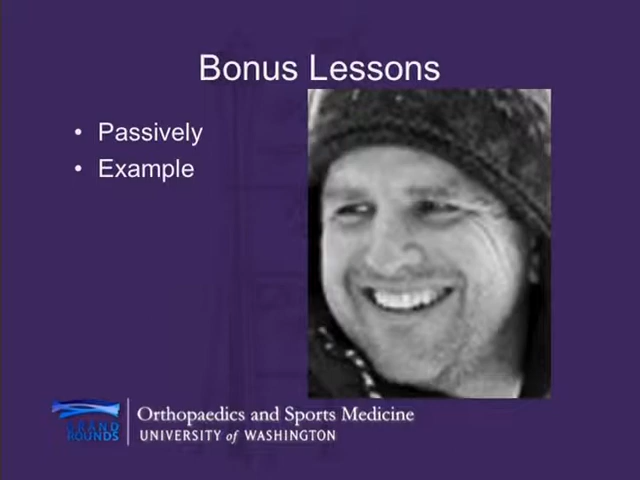 Bonus Lessons
• Passively
• Example
GRAND
ROUNDS
Orthopaedics and Sports Medicine
UNIVERSITY of WASHINGTON